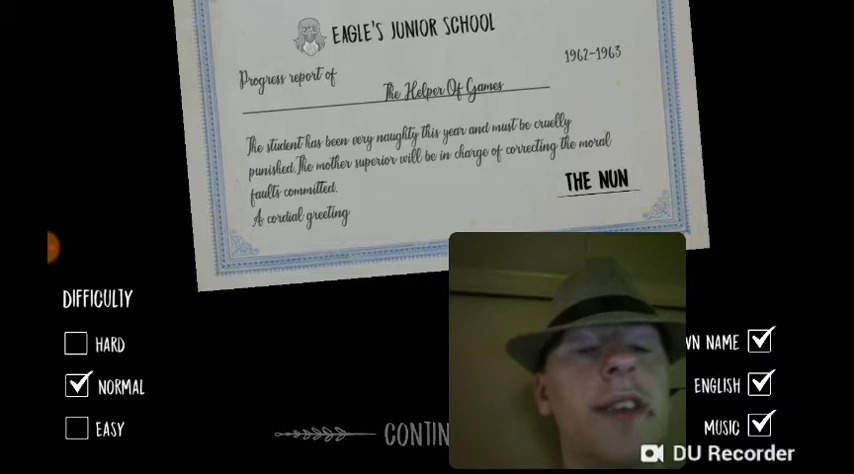 EAGLE'S JUNIOR SCHOOL
1962-1963
Progress report of
The Helper Of Games
The student has been very naughty this year and must be cruelly
punished.The mother superior will be in charge of correcting the moral
faults committed.
THE NUN
A cordial greeting
DIFFICULTY
HARD
NORMAL
EASY
NAME
ENGLISH
MUSIC
DU Recorder